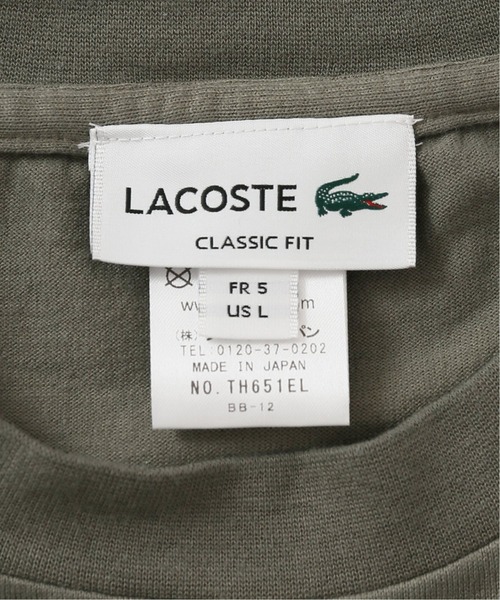 LACOSTE
CLASSIC FIT
FR 5
US L
(株)
TEL:0120-37-0202
MADE IN JAPAN
NO. TH651EL
BB-12